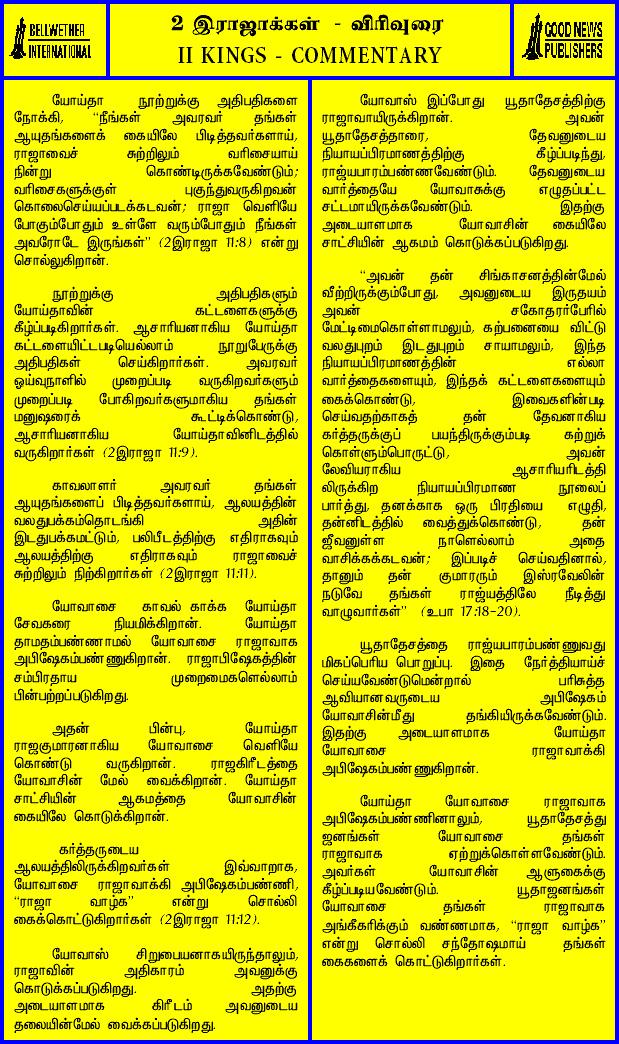 BELLWETHER
INTERNATIONAL
2 இராஜாக்கள் - விரிவுரை
II KINGS - COMMENTARY
GOOD NEWS
PUBLISHERS
யோய்தா நூற்றுக்கு அதிபதிகளை
நோக்கி, “நீங்கள் அவரவர் தங்கள்
ஆயுதங்களைக் கையிலே பிடித்தவர்களாய்,
ராஜாவைச் சுற்றிலும் வரிசையாய்
நின்று கொண்டிருக்கவேண்டும்;
வரிசைகளுக்குள் புகுந்துவருகிறவன்
கொலைசெய்யப்படக்கடவன்; ராஜா வெளியே
போகும்போதும் உள்ளே வரும்போதும் நீங்கள்
அவரோடே இருங்கள்” (2இராஜா 11:8) என்று
சொல்லுகிறான்.
நூற்றுக்கு அதிபதிகளும்
யோய்தாவின் கட்டளைகளுக்கு
கீழ்ப்படிகிறார்கள். ஆசாரியனாகிய யோய்தா
கட்டளையிட்டபடியெல்லாம் நூறுபேருக்கு
அதிபதிகள் செய்கிறார்கள். அவரவர்
ஓய்வுநாளில் முறைப்படி வருகிறவர்களும்
முறைப்படி போகிறவர்களுமாகிய தங்கள்
மனுஷரைக் கூட்டிக்கொண்டு,
ஆசாரியனாகிய யோய்தாவினிடத்தில்
வருகிறார்கள் (2இராஜா 11:9).
காவலாளர் அவரவர் தங்கள்
ஆயுதங்களைப் பிடித்தவர்களாய், ஆலயத்தின்
வலதுபக்கம்தொடங்கி அதின்
இடதுபக்கமட்டும், பலிபீடத்திற்கு எதிராகவும்
ஆலயத்திற்கு எதிராகவும் ராஜாவைச்
சுற்றிலும் நிற்கிறார்கள் (2இராஜா 11:11).
யோவாசை காவல் காக்க யோய்தா
சேவகரை நியமிக்கிறான். யோய்தா
தாமதம்பண்ணாமல் யோவாசை ராஜாவாக
அபிஷேகம்பண்ணுகிறான். ராஜாபிஷேகத்தின்
சம்பிரதாய முறைமைகளெல்லாம்
பின்பற்றப்படுகிறது.
அதன் பின்பு, யோய்தா
ராஜகுமாரனாகிய யோவாசை வெளியே
கொண்டு வருகிறான். ராஜகிரீடத்தை
யோவாசின் மேல் வைக்கிறான். யோய்தா
சாட்சியின் ஆகமத்தை யோவாசின்
கையிலே கொடுக்கிறான்.
கர்த்தருடைய
ஆலயத்திலிருக்கிறவர்கள் இவ்வாறாக,
யோவாசை ராஜாவாக்கி அபிஷேகம்பண்ணி,
“ராஜா வாழ்க” என்று சொல்லி
கைக்கொட்டுகிறார்கள் (2இராஜா 11:12).
யோவாஸ் சிறுபையனாகயிருந்தாலும்,
ராஜாவின் அதிகாரம் அவனுக்கு
கொடுக்கப்படுகிறது. அதற்கு
அடையாளமாக கிரீடம் அவனுடைய
தலையின்மேல் வைக்கப்படுகிறது.
யோவாஸ் இப்போது யூதாதேசத்திற்கு
ராஜாவாயிருக்கிறான். அவன்
யூதாதேசத்தாரை, தேவனுடைய
நியாயப்பிரமாணத்திற்கு கீழ்ப்படிந்து,
ராஜ்யபாரம்பண்ணவேண்டும். தேவனுடைய
வார்த்தையே யோவாசுக்கு எழுதப்பட்ட
சட்டமாயிருக்கவேண்டும். இதற்கு
அடையாளமாக யோவாசின் கையிலே
சாட்சியின் ஆகமம் கொடுக்கப்படுகிறது.
“அவன் தன் சிங்காசனத்தின்மேல்
வீற்றிருக்கும்போது, அவனுடைய இருதயம்
அவன் சகோதரர்பேரில்
மேட்டிமைகொள்ளாமலும், கற்பனையை விட்டு
வலதுபுறம் இடதுபுறம் சாயாமலும், இந்த
நியாயப்பிரமாணத்தின் எல்லா
வார்த்தைகளையும், இந்தக் கட்டளைகளையும்
கைக்கொண்டு, இவைகளின்படி
செய்வதற்காகத் தன் தேவனாகிய
கர்த்தருக்குப் பயந்திருக்கும்படி கற்றுக்
கொள்ளும்பொருட்டு, அவன்
லேவியராகிய ஆசாரியரிடத்தி
லிருக்கிற நியாயப்பிரமாண நூலைப்
பார்த்து, தனக்காக ஒரு பிரதியை எழுதி,
தன்னிடத்தில் வைத்துக்கொண்டு, தன்
ஜீவனுள்ள நாளெல்லாம் அதை
வாசிக்கக்கடவன்; இப்படிச் செய்வதினால்,
தானும் தன் குமாரரும் இஸ்ரவேலின்
நடுவே தங்கள் ராஜ்யத்திலே நீடித்து
வாழுவார்கள்” (உபா 17:18-20).
யூதாதேசத்தை ராஜ்யபாரம்பண்ணுவது
மிகப்பெரிய பொறுப்பு. இதை நேர்த்தியாய்ச்
செய்யவேண்டுமென்றால் பரிசுத்த
ஆவியானவருடைய அபிஷேகம்
யோவாசின்மீது தங்கியிருக்கவேண்டும்.
இதற்கு அடையாளமாக யோய்தா
யோவாசை ராஜாவாக்கி
அபிஷேகம்பண்ணுகிறான்.
யோய்தா யோவாசை ராஜாவாக
அபிஷேகம்பண்ணினாலும், யூதாதேசத்து
ஜனங்கள் யோவாசை தங்கள்
ராஜாவாக ஏற்றுக்கொள்ளவேண்டும்.
அவர்கள் யோவாசின் ஆளுகைக்கு
கீழ்ப்படியவேண்டும். யூதாஜனங்கள்
யோவாசை தங்கள் ராஜாவாக
அங்கீகரிக்கும் வண்ணமாக, “ராஜா வாழ்க”
என்று சொல்லி சந்தோஷமாய் தங்கள்
கைகளைக் கொட்டுகிறார்கள்.